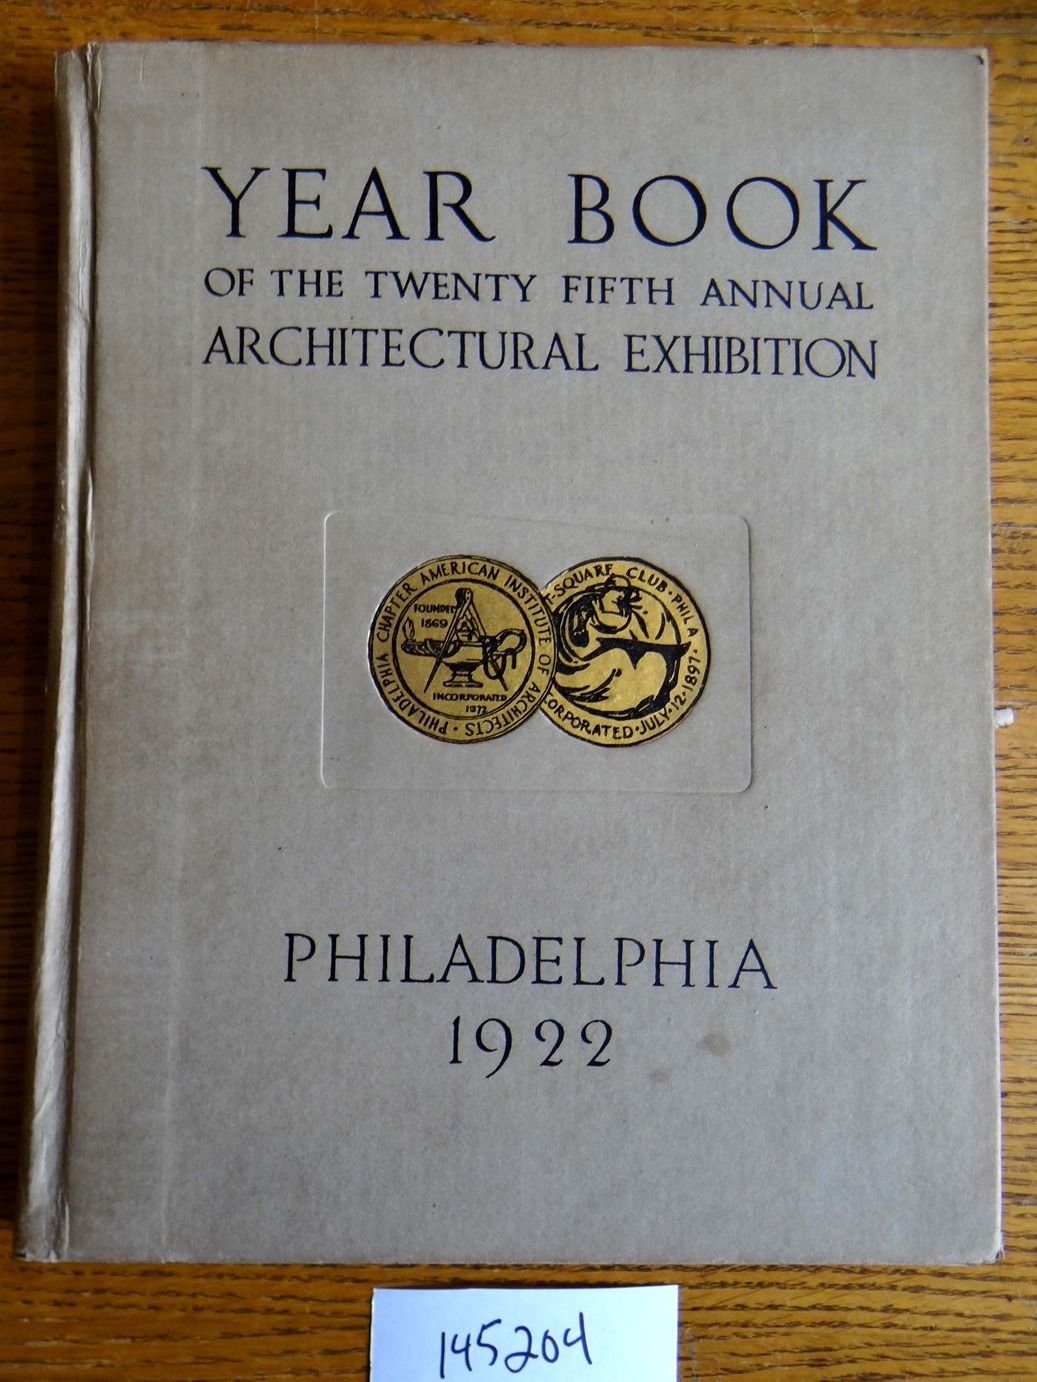 YEAR BOOK
OF THE TWENTY FIFTH ANNUAL
ARCHITECTURAL EXHIBITION
PHILADELPHIA CHAPTER AMERICAN INSTITUTE OF ARCHITECTS
FOUNDED
1869
INCORPORATED
1972
T-SQUARE CLUB · PHILA
CORPORATED · JULY · 12 · 1897 ·
PHILADELPHIA
1922
145204